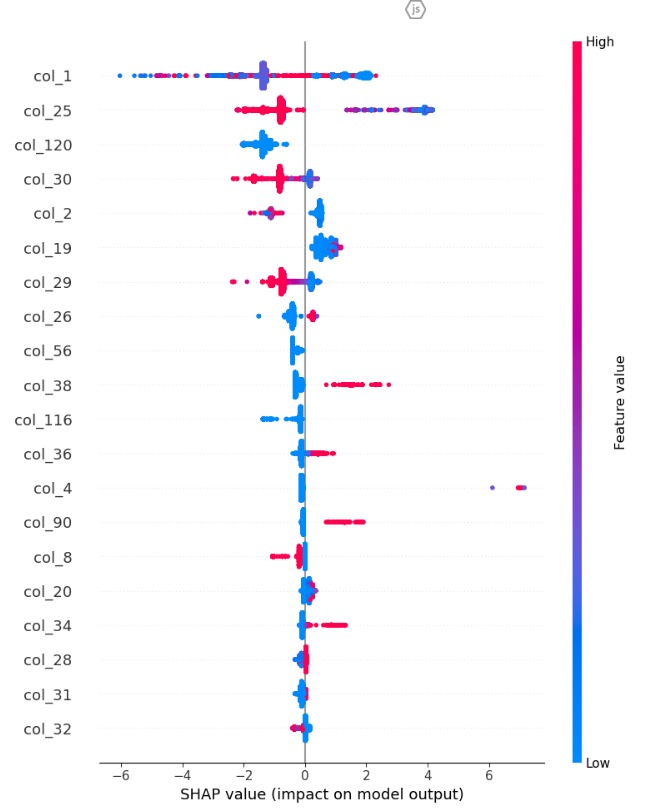 js
High
col_1
col_25
col_120
col_30
col_2
col_19
col_29
col_26
col_56
col_38
col_116
col_36
col_4
col_90
col_8
col_20
col_34
col_28
col_31
col_32
Feature value
Low
−6 −4 −2 0 2 4 6
SHAP value (impact on model output)